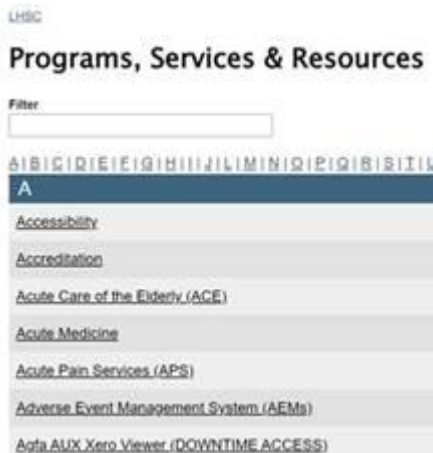 LHSC
Programs, Services & Resources
Filter
A | B | C | D | E | F | G | H | I | J | L | M | N | O | P | Q | R | S | T | U
A
Accessibility
Accreditation
Acute Care of the Elderly (ACE)
Acute Medicine
Acute Pain Services (APS)
Adverse Event Management System (AEMs)
Agfa AUX Xero Viewer (DOWNTIME ACCESS)